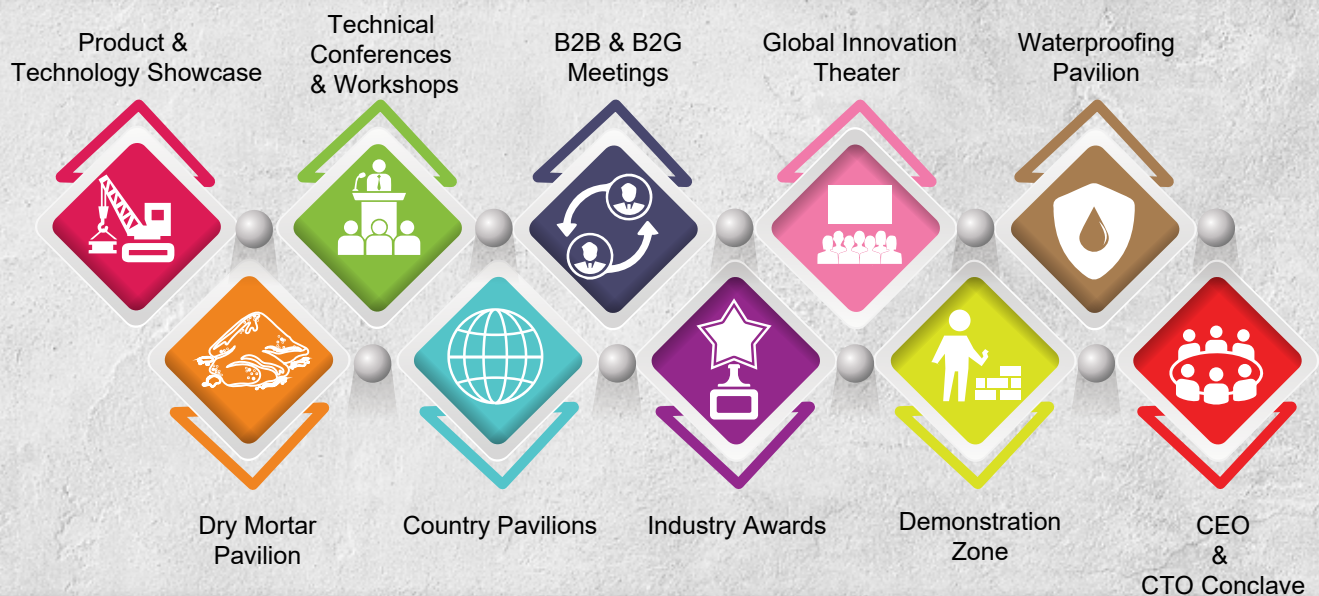 Product &
Technology Showcase
Technical
Conferences
& Workshops
B2B & B2G
Meetings
Global Innovation
Theater
Waterproofing
Pavilion
Dry Mortar
Pavilion
Country Pavilions
Industry Awards
Demonstration
Zone
CEO
&
CTO Conclave